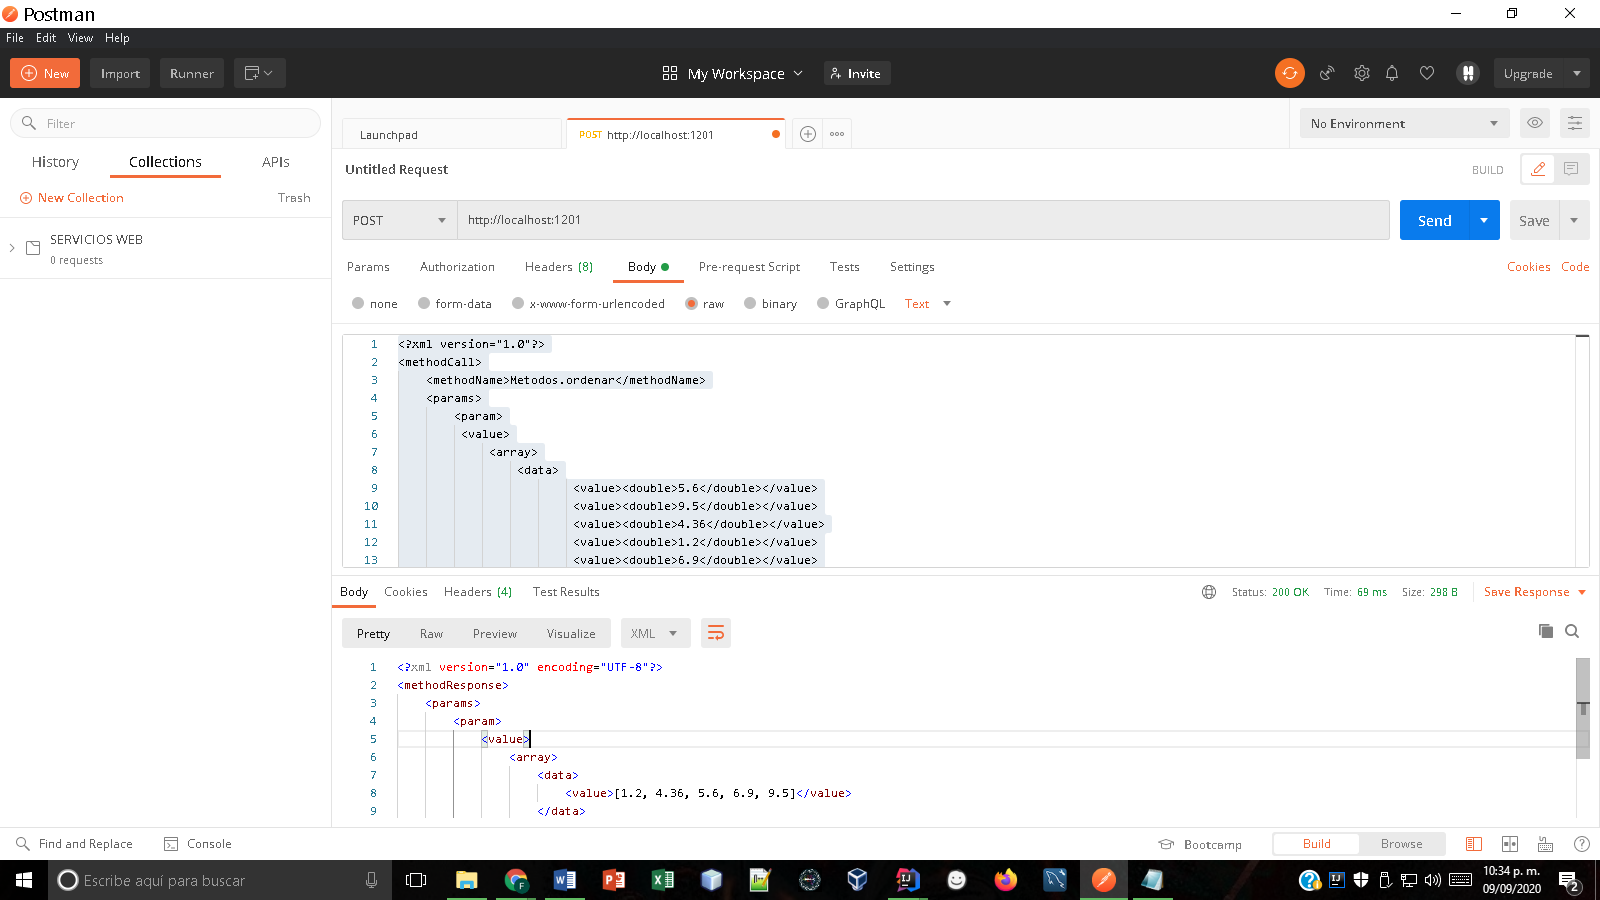 Postman
File Edit View Help
New Import Runner My Workspace Invite Upgrade
Filter
History Collections APIs
New Collection Trash
SERVICIOS WEB
0 requests
Launchpad POST http://localhost:1201 No Environment
Untitled Request BUILD
POST http://localhost:1201 Send Save
Params Authorization Headers (8) Body Pre-request Script Tests Settings Cookies Code
none form-data x-www-form-urlencoded raw binary GraphQL Text
1 <?xml version="1.0"?>
2 <methodCall>
3 <methodName>Metodos.ordenar</methodName>
4 <params>
5 <param>
6 <value>
7 <array>
8 <data>
9 <value><double>5.6</double></value>
10 <value><double>9.5</double></value>
11 <value><double>4.36</double></value>
12 <value><double>1.2</double></value>
13 <value><double>6.9</double></value>
Body Cookies Headers (4) Test Results Status: 200 OK Time: 69 ms Size: 298 B Save Response
Pretty Raw Preview Visualize XML
1 <?xml version="1.0" encoding="UTF-8"?>
2 <methodResponse>
3 <params>
4 <param>
5 <value>
6 <array>
7 <data>
8 <value>[1.2, 4.36, 5.6, 6.9, 9.5]</value>
9 </data>
Find and Replace Console Bootcamp Build Browse
Escribe aquí para buscar
10:34 p. m.
09/09/2020
2